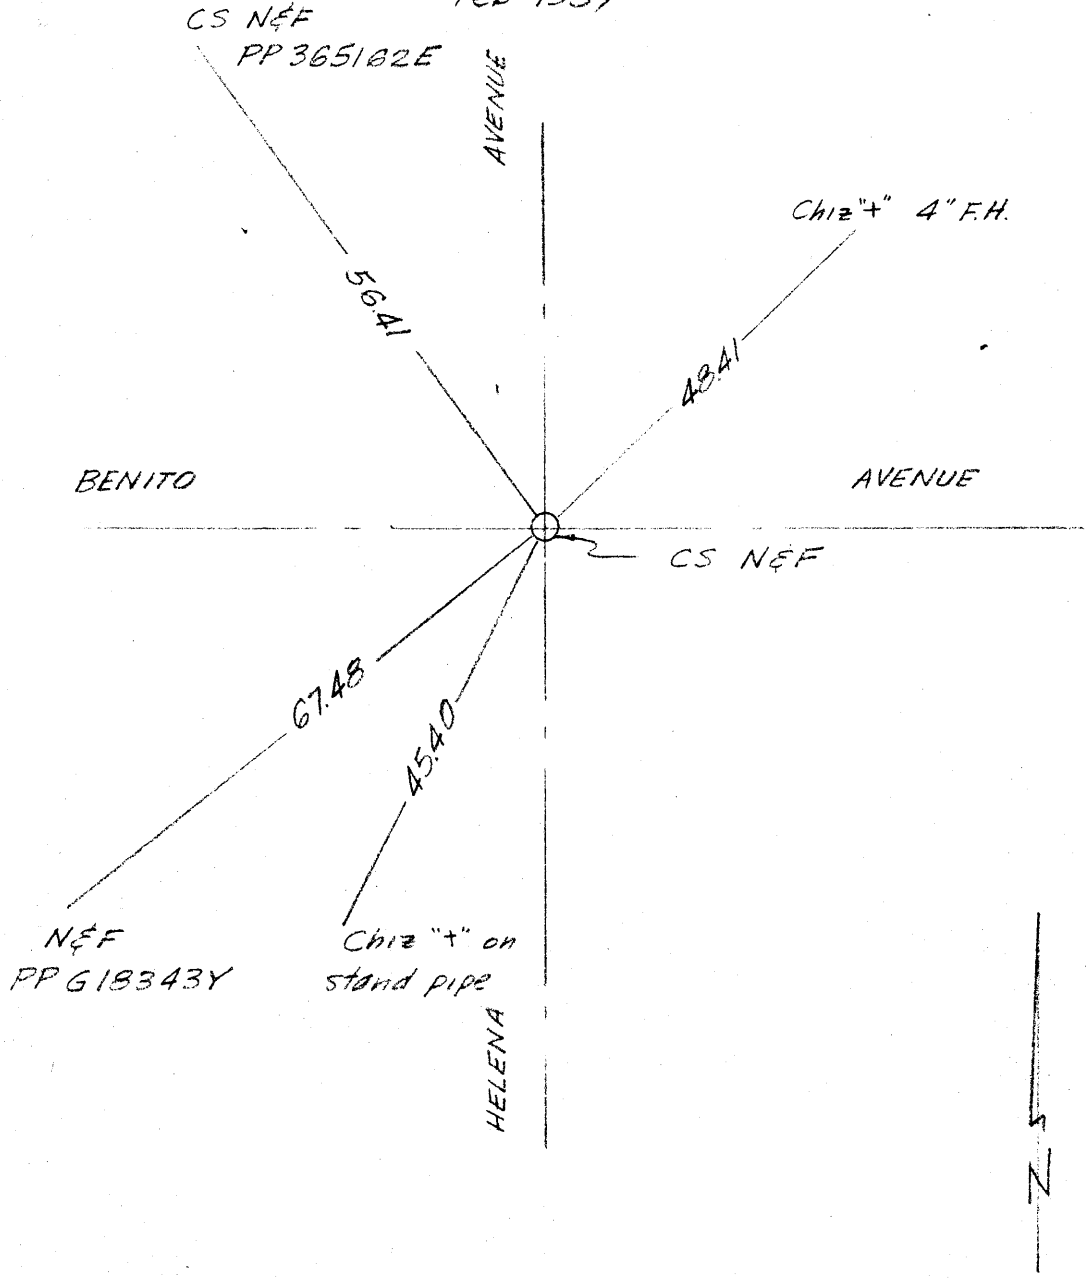 CS N&F
PP 365162E
AVENUE
Chiz "+" 4" F.H.
56.41
48.41
BENITO
AVENUE
CS N&F
67.48
45.40
N&F
PP G18343Y
Chiz "+" on
stand pipe
HELENA
N